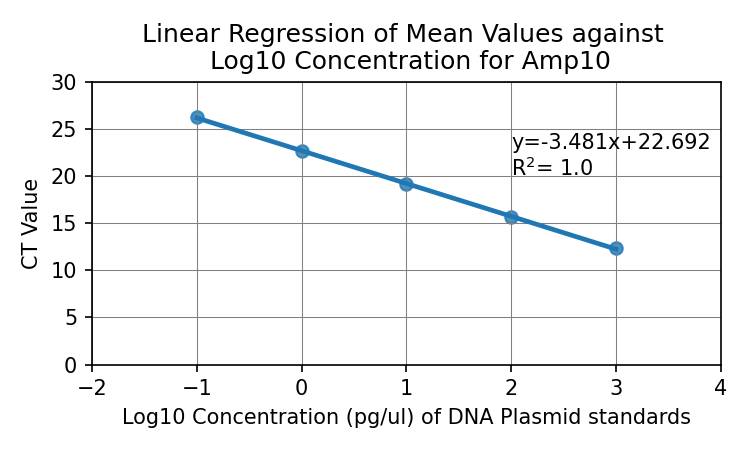 Linear Regression of Mean Values against
Log10 Concentration for Amp10
30
25
20
15
10
5
0
CT Value
y=-3.481x+22.692
R²= 1.0
−2 −1 0 1 2 3 4
Log10 Concentration (pg/ul) of DNA Plasmid standards